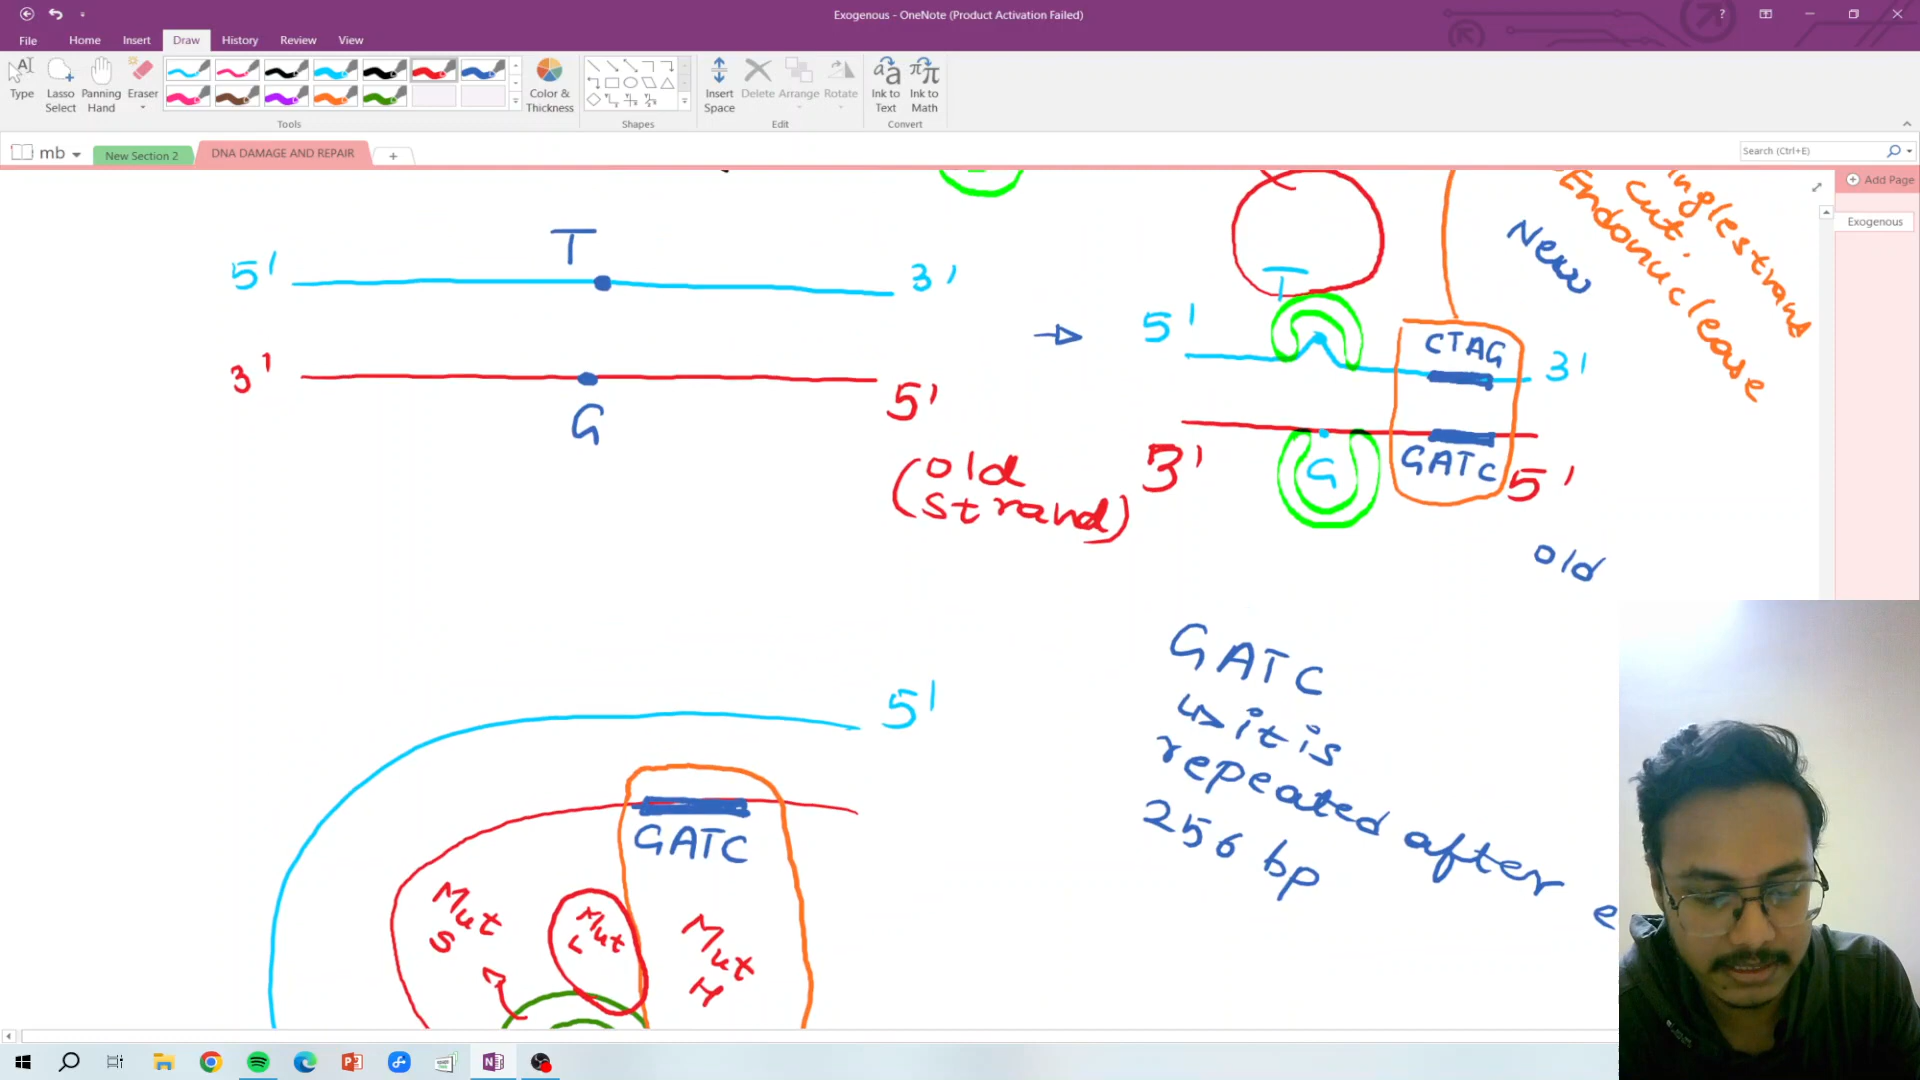 Exogenous - OneNote (Product Activation Failed)
File Home Insert Draw History Review View
Type
Lasso Select
Panning Hand
Eraser
Color & Thickness
Insert Space
Delete Arrange Rotate
Ink to Text
Ink to Math
Tools Shapes Edit Convert
mb New Section 2 DNA DAMAGE AND REPAIR
Search (Ctrl+E)
Add Page
Exogenous
T
5' 3'
3' 5'
G
(old
strand)
T
5' CTAG 3'
3' G GATC 5'
New
Cut
Endonuclease
old
GATC
it is
repeated after
256 bp
5'
GATC
Mut
S
Mut
L
Mut
H